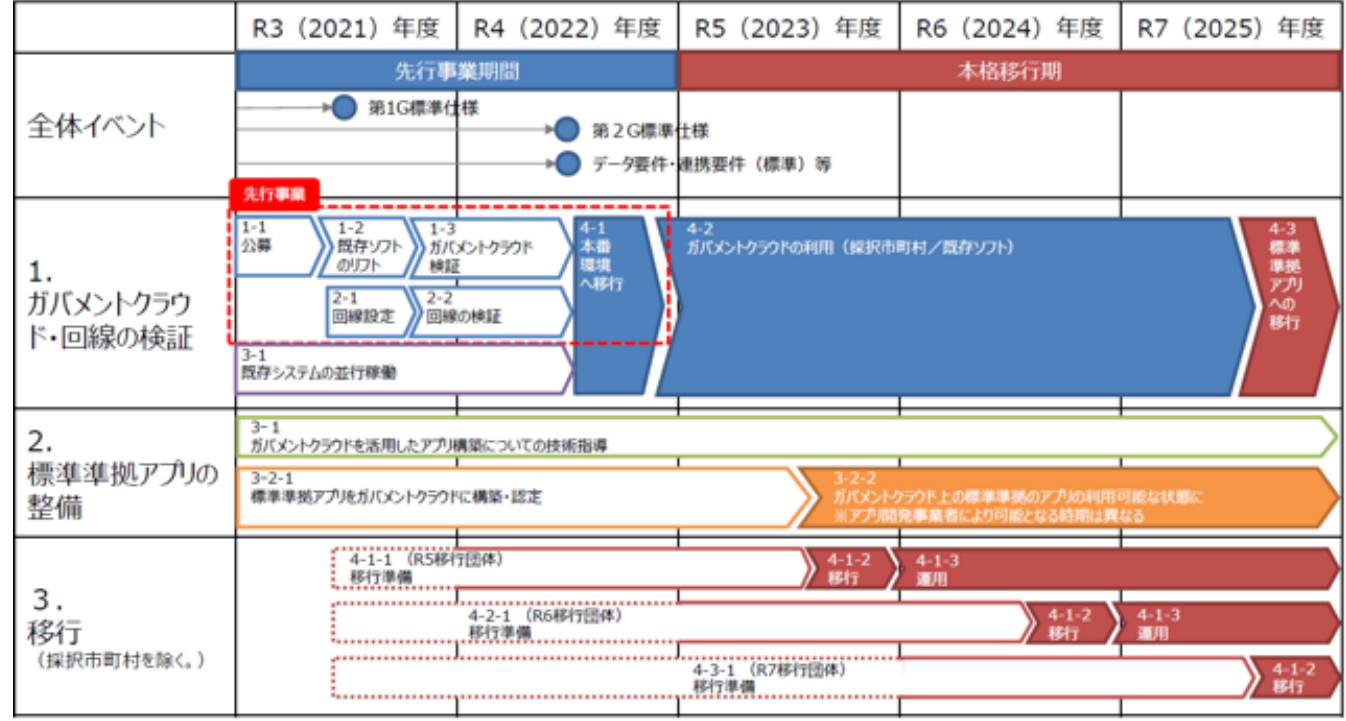 R3（2021）年度
R4（2022）年度
R5（2023）年度
R6（2024）年度
R7（2025）年度
全体イベント
先行事業期間
本格移行期
第1G標準仕様
第２G標準仕様
データ要件・連携要件（標準）等
1.
ガバメントクラウ
ド・回線の検証
先行事業
1-1
公募
1-2
既存ソフト
のリフト
1-3
ガバメントクラウド
検証
2-1
回線設定
2-2
回線の検証
3-1
既存システムの並行稼働
4-1
本番
環境
へ移行
4-2
ガバメントクラウドの利用（採択市町村／既存ソフト）
4-3
標準
準拠
アプリ
への
移行
2.
標準準拠アプリの
整備
3-1
ガバメントクラウドを活用したアプリ構築についての技術指導
3-2-1
標準準拠アプリをガバメントクラウドに構築・認定
3-2-2
ガバメントクラウド上の標準準拠のアプリの利用可能な状態に
※アプリ開発事業者により可能となる時期は異なる
3.
移行
（採択市町村を除く。）
4-1-1 （R5移行団体）
移行準備
4-1-2
移行
4-1-3
運用
4-2-1 （R6移行団体）
移行準備
4-1-2
移行
4-1-3
運用
4-3-1 （R7移行団体）
移行準備
4-1-2
移行